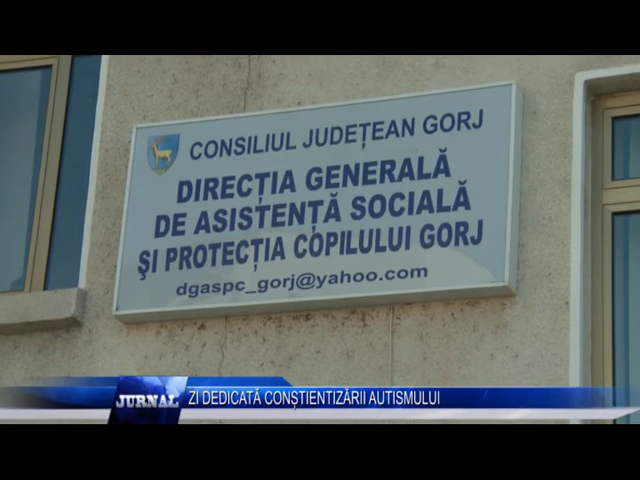 CONSILIUL JUDEȚEAN GORJ
DIRECȚIA GENERALĂ
DE ASISTENȚĂ SOCIALĂ
ŞI PROTECȚIA COPILULUI GORJ
dgaspc_gorj@yahoo.com
JURNAL
ZI DEDICATĂ CONȘTIENTIZĂRII AUTISMULUI